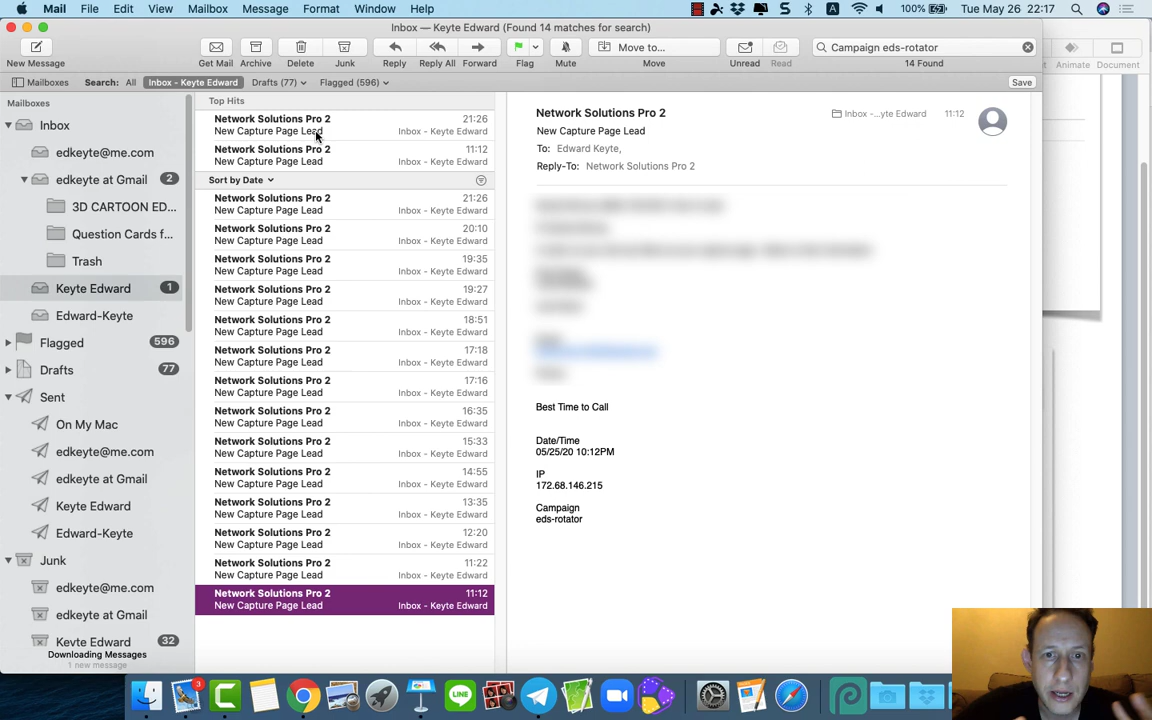 Mail File Edit View Mailbox Message Format Window Help 100% Tue May 26 22:17
Inbox — Keyte Edward (Found 14 matches for search)
New Message Get Mail Archive Delete Junk Reply Reply All Forward Flag Mute Move to... Move Unread Read Campaign eds-rotator 14 Found Animate Document
Mailboxes Search: All Inbox - Keyte Edward Drafts (77) Flagged (596) Save
Mailboxes
Inbox
edkeyte@me.com
edkeyte at Gmail 2
3D CARTOON ED...
Question Cards f...
Trash
Keyte Edward 1
Edward-Keyte
Flagged 596
Drafts 77
Sent
On My Mac
edkeyte@me.com
edkeyte at Gmail
Keyte Edward
Edward-Keyte
Junk
edkeyte@me.com
edkeyte at Gmail
Keyte Edward 32
Downloading Messages
1 new message
Top Hits
Network Solutions Pro 2 21:26
New Capture Page Lead Inbox - Keyte Edward
Network Solutions Pro 2 11:12
New Capture Page Lead Inbox - Keyte Edward
Sort by Date
Network Solutions Pro 2 21:26
New Capture Page Lead Inbox - Keyte Edward
Network Solutions Pro 2 20:10
New Capture Page Lead Inbox - Keyte Edward
Network Solutions Pro 2 19:35
New Capture Page Lead Inbox - Keyte Edward
Network Solutions Pro 2 19:27
New Capture Page Lead Inbox - Keyte Edward
Network Solutions Pro 2 18:51
New Capture Page Lead Inbox - Keyte Edward
Network Solutions Pro 2 17:18
New Capture Page Lead Inbox - Keyte Edward
Network Solutions Pro 2 17:16
New Capture Page Lead Inbox - Keyte Edward
Network Solutions Pro 2 16:35
New Capture Page Lead Inbox - Keyte Edward
Network Solutions Pro 2 15:33
New Capture Page Lead Inbox - Keyte Edward
Network Solutions Pro 2 14:55
New Capture Page Lead Inbox - Keyte Edward
Network Solutions Pro 2 13:35
New Capture Page Lead Inbox - Keyte Edward
Network Solutions Pro 2 12:20
New Capture Page Lead Inbox - Keyte Edward
Network Solutions Pro 2 11:22
New Capture Page Lead Inbox - Keyte Edward
Network Solutions Pro 2 11:12
New Capture Page Lead Inbox - Keyte Edward
Network Solutions Pro 2 Inbox -...yte Edward 11:12
New Capture Page Lead
To: Edward Keyte,
Reply-To: Network Solutions Pro 2
Best Time to Call
Date/Time
05/25/20 10:12PM
IP
172.68.146.215
Campaign
eds-rotator
3
LINE